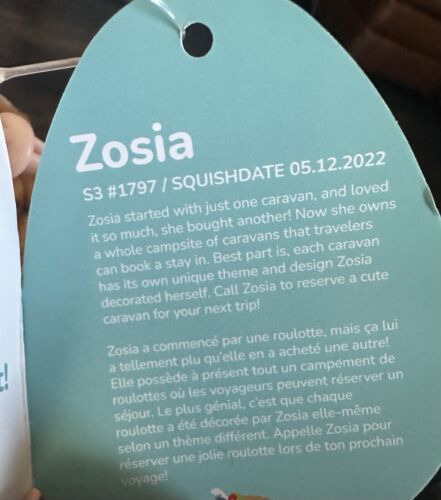 Zosia
S3 #1797 / SQUISHDATE 05.12.2022
Zosia started with just one caravan, and loved
it so much, she bought another! Now she owns
a whole campsite of caravans that travelers
can book a stay in. Best part is, each caravan
has its own unique theme and design Zosia
decorated herself. Call Zosia to reserve a cute
caravan for your next trip!
Zosia a commencé par une roulotte, mais ça lui
a tellement plu qu'elle en a acheté une autre!
Elle possède à présent tout un campement de
roulottes où les voyageurs peuvent réserver un
séjour. Le plus génial, c'est que chaque
roulotte a été décorée par Zosia elle-même
selon un thème différent. Appelle Zosia pour
réserver une jolie roulotte lors de ton prochain
voyage!